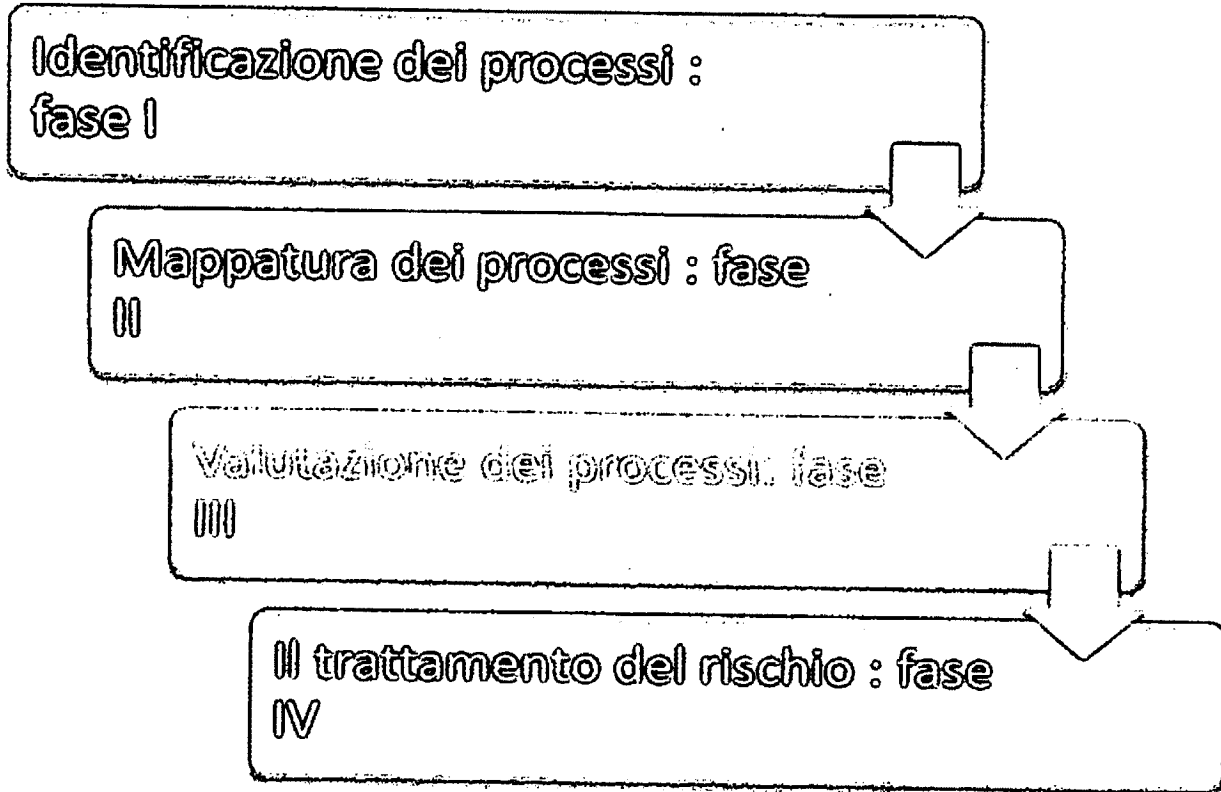 Identificazione dei processi :
fase I
Mappatura dei processi : fase
II
Valutazione dei processi: fase
III
Il trattamento del rischio : fase
IV